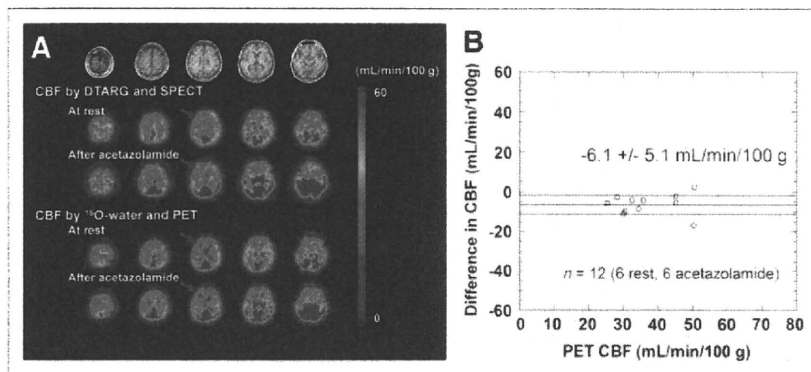 A
(mL/min/100 g)
60
CBF by DTARG and SPECT
At rest
After acetazolamide
CBF by ¹⁵O-water and PET
At rest
After acetazolamide
0
B
Difference in CBF (mL/min/100g)
60
40
20
0
-20
-40
-60
-6.1 +/- 5.1 mL/min/100 g
n = 12 (6 rest, 6 acetazolamide)
0 10 20 30 40 50 60 70 80
PET CBF (mL/min/100 g)